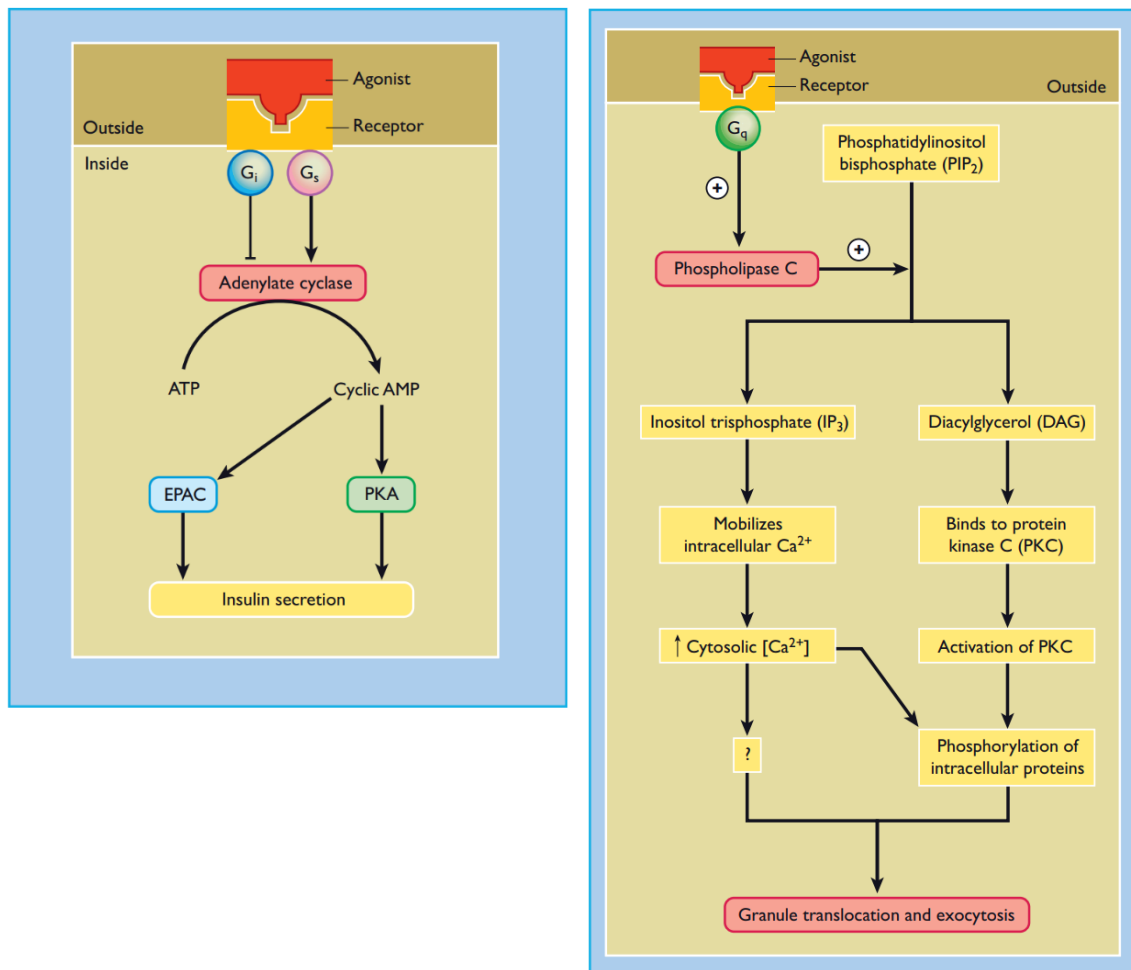 Agonist
Receptor
Outside
Inside
Gi
Gs
Adenylate cyclase
ATP
Cyclic AMP
EPAC
PKA
Insulin secretion
Agonist
Receptor
Outside
Gq
Phosphatidylinositol
bisphosphate (PIP2)
+
Phospholipase C
+
Inositol trisphosphate (IP3)
Diacylglycerol (DAG)
Mobilizes
intracellular Ca2+
Binds to protein
kinase C (PKC)
↑ Cytosolic [Ca2+]
Activation of PKC
?
Phosphorylation of
intracellular proteins
Granule translocation and exocytosis